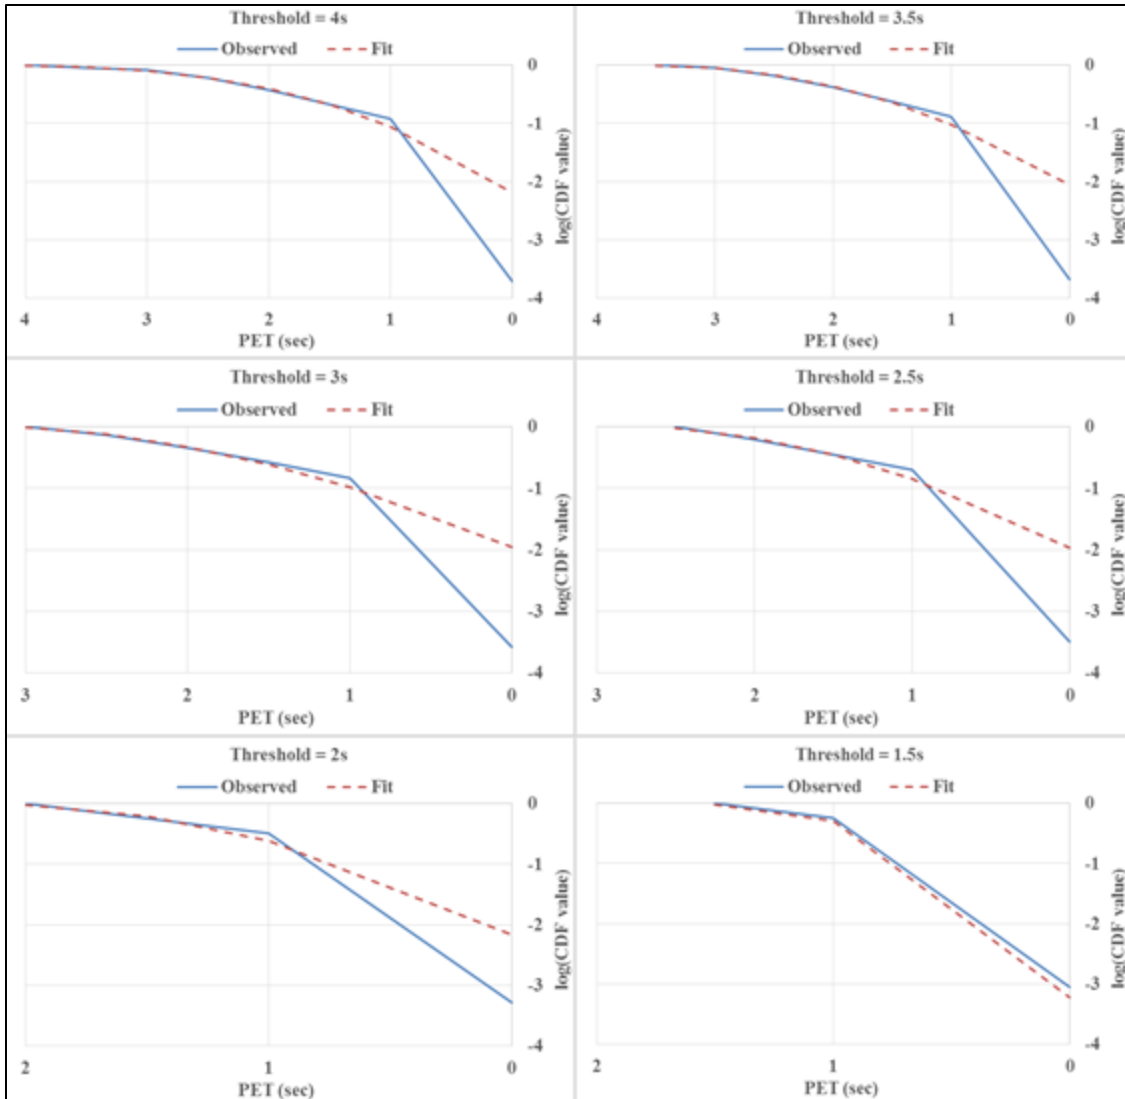 Threshold = 4s
Observed Fit
0
-1
-2
-3
-4
log(CDF value)
4 3 2 1 0
PET (sec)
Threshold = 3.5s
Observed Fit
0
-1
-2
-3
-4
log(CDF value)
4 3 2 1 0
PET (sec)
Threshold = 3s
Observed Fit
0
-1
-2
-3
-4
log(CDF value)
3 2 1 0
PET (sec)
Threshold = 2.5s
Observed Fit
0
-1
-2
-3
-4
log(CDF value)
3 2 1 0
PET (sec)
Threshold = 2s
Observed Fit
0
-1
-2
-3
-4
log(CDF value)
2 1 0
PET (sec)
Threshold = 1.5s
Observed Fit
0
-1
-2
-3
-4
log(CDF value)
2 1 0
PET (sec)